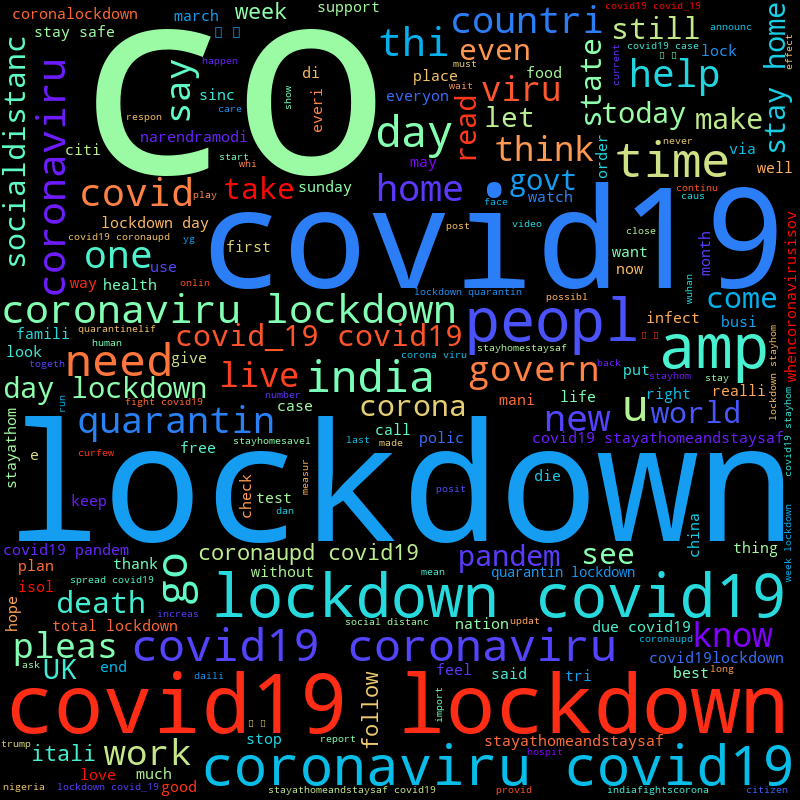 coronalockdown
march
week
support
covid19 covid_19
announc
stay safe
co
countri
still
covid19 case
lock
effect
socialdistanc
coronaviru
say
happen
di
thi
even
stay home
sinc
respon
show
everi
everyon
place
must
wait
viru
food
state
current
help
citi
narendramodi
care
start
whi
day
read
let
today
make
think
never
order
via
well
may
time
covid
play
sunday
take
home
govt
continu
caus
lockdown day
covid19 coronaupd
yg
first
covid19
face
watch
post
video
close
want
now
month
wuhan
whencoronavirusisov
one
use
way
health
onlin
lockdown quarantin
possibl
come
coronaviru lockdown
peopl
infect
busi
famili
quarantinelif
look
human
covid_19 covid19
amp
need
togeth
give
corona viru
stayhomestaysaf
govern
back
put
right
realli
stayhom
stay
lockdown stayhom
live
india
number
day lockdown
fight covid19
case
corona
mani
life
u
world
new
stayathom
run
quarantin
free
call
polic
covid19 stayathomeandstaysaf
covid19 stayhom
e
curfew
stayhomesavel
last
made
lockdown
keep
check
test
dan
measur
posit
die
china
week lockdown
covid19 pandem
coronaupd covid19
pandem
see
thing
plan
thank
spread covid19
go
without
mean
quarantin lockdown
isol
hope
death
increas
lockdown covid19
total lockdown
social distanc
nation
updat
due covid19
coronaupd
know
pleas
covid19 coronaviru
covid19lockdown
ask
UK
end
daili
feel
said
tri
best
long
covid19 lockdown
follow
import
trump
itali
work
stop
report
stayathomeandstaysaf
hospit
love
much
coronaviru covid19
nigeria
lockdown covid_19
good
stayathomeandstaysaf covid19
provid
indiafightscorona
citizen